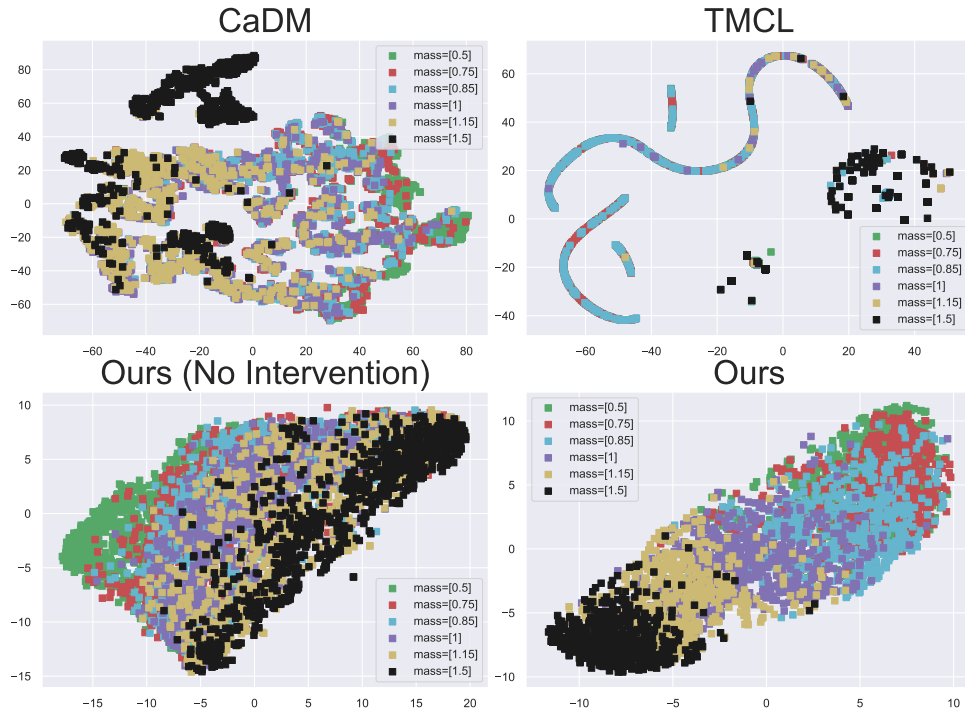 CaDM
80
60
40
20
0
−20
−40
−60
−60
−40
−20
0
20
40
60
80
mass=[0.5]
mass=[0.75]
mass=[0.85]
mass=[1]
mass=[1.15]
mass=[1.5]
TMCL
60
40
20
0
−20
−40
−60
−40
−20
0
20
40
mass=[0.5]
mass=[0.75]
mass=[0.85]
mass=[1]
mass=[1.15]
mass=[1.5]
Ours (No Intervention)
10
5
0
−5
−10
−15
−15
−10
−5
0
5
10
15
20
mass=[0.5]
mass=[0.75]
mass=[0.85]
mass=[1]
mass=[1.15]
mass=[1.5]
Ours
10
5
0
−5
−10
−10
−5
0
5
10
mass=[0.5]
mass=[0.75]
mass=[0.85]
mass=[1]
mass=[1.15]
mass=[1.5]